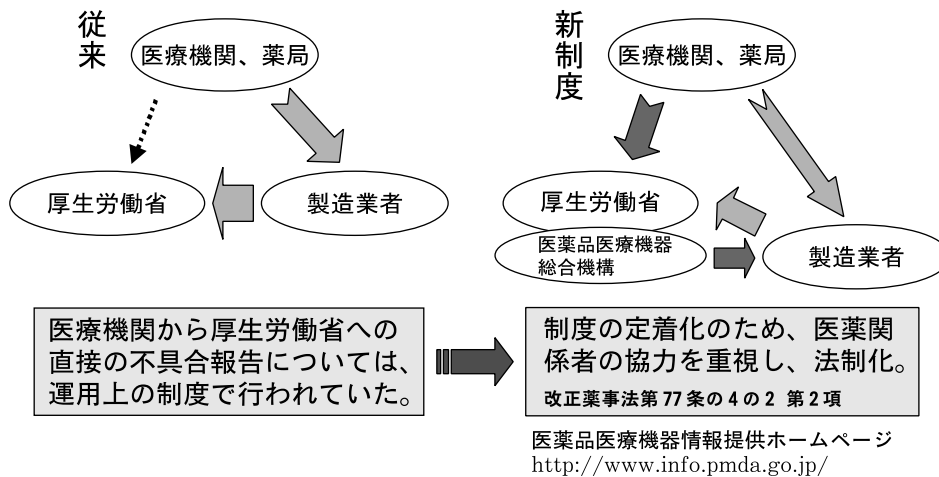 従来
医療機関、薬局
厚生労働省
製造業者
医療機関から厚生労働省への
直接の不具合報告については、
運用上の制度で行われていた。
新制度
医療機関、薬局
厚生労働省
医薬品医療機器
総合機構
製造業者
制度の定着化のため、医薬関
係者の協力を重視し、法制化。
改正薬事法第77条の4の2 第2項
医薬品医療機器情報提供ホームページ
http://www.info.pmda.go.jp/